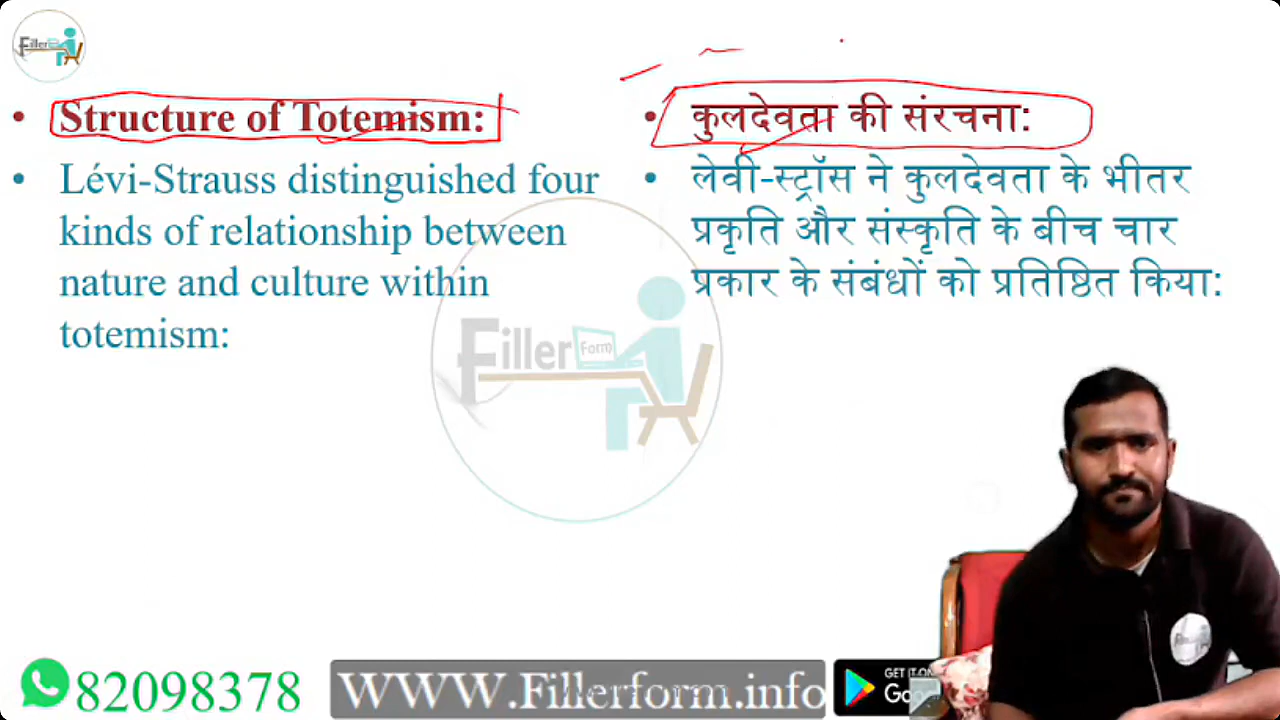 Fillerform
Structure of Totemism:
Lévi-Strauss distinguished four
kinds of relationship between
nature and culture within
totemism:
कुलदेवता की संरचना:
लेवी-स्ट्रॉस ने कुलदेवता के भीतर
प्रकृति और संस्कृति के बीच चार
प्रकार के संबंधों को प्रतिष्ठित किया:
Filler Form
82098378
WWW.Fillerform.info
GET IT ON